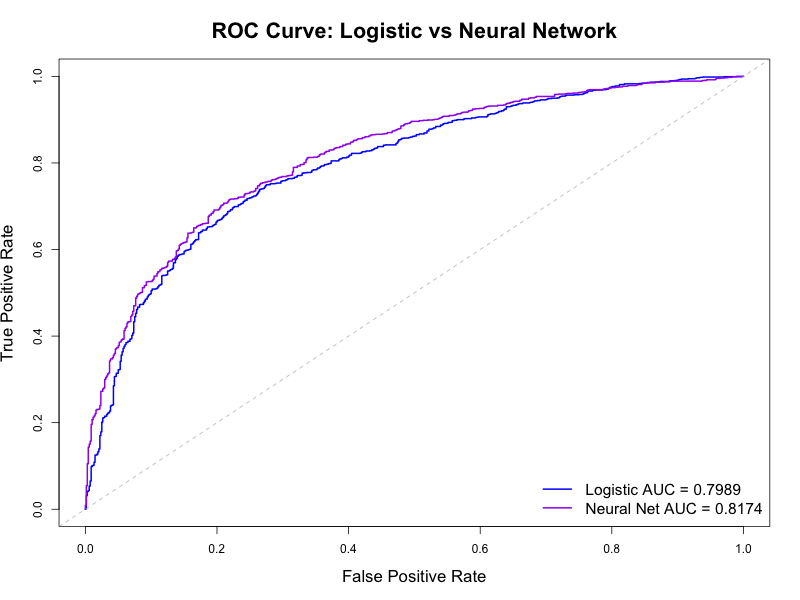 ROC Curve: Logistic vs Neural Network
True Positive Rate
1.0
0.8
0.6
0.4
0.2
0.0
Logistic AUC = 0.7989
Neural Net AUC = 0.8174
0.0 0.2 0.4 0.6 0.8 1.0
False Positive Rate